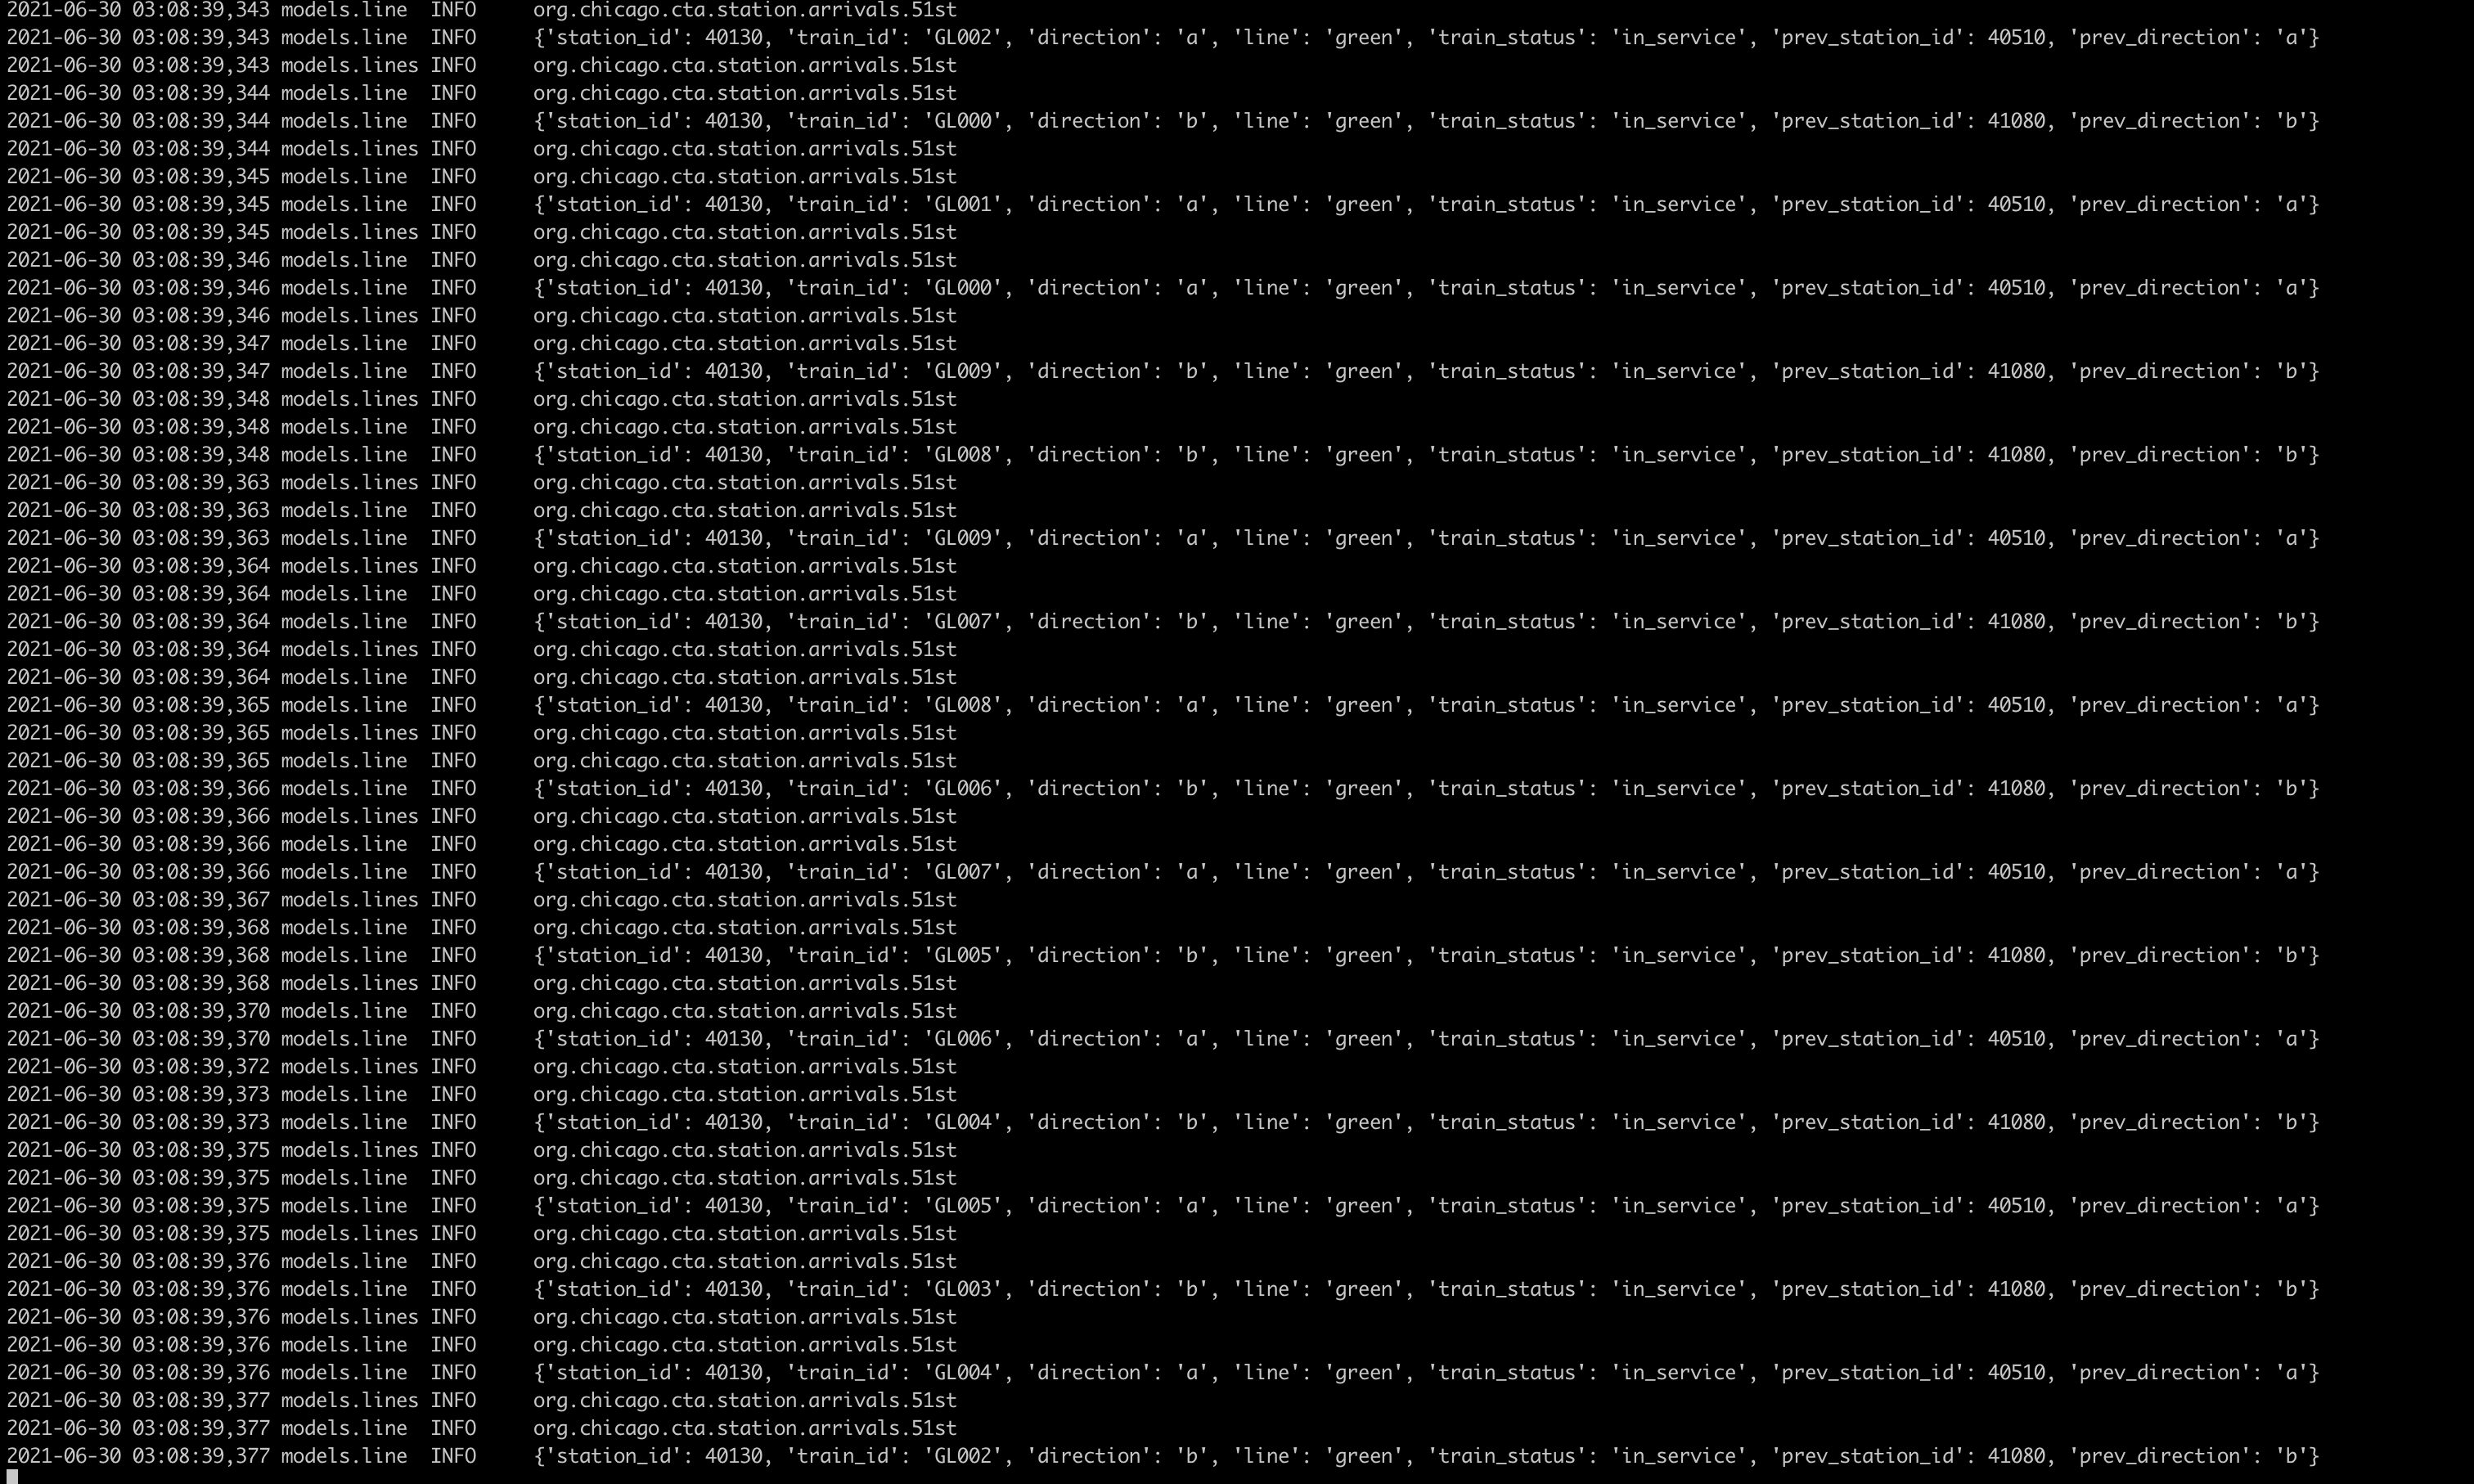 2021-06-30 03:08:39,343 models.line  INFO     org.chicago.cta.station.arrivals.51st
2021-06-30 03:08:39,343 models.line  INFO     {'station_id': 40130, 'train_id': 'GL002', 'direction': 'a', 'line': 'green', 'train_status': 'in_service', 'prev_station_id': 40510, 'prev_direction': 'a'}
2021-06-30 03:08:39,343 models.lines INFO     org.chicago.cta.station.arrivals.51st
2021-06-30 03:08:39,344 models.line  INFO     org.chicago.cta.station.arrivals.51st
2021-06-30 03:08:39,344 models.line  INFO     {'station_id': 40130, 'train_id': 'GL000', 'direction': 'b', 'line': 'green', 'train_status': 'in_service', 'prev_station_id': 41080, 'prev_direction': 'b'}
2021-06-30 03:08:39,344 models.lines INFO     org.chicago.cta.station.arrivals.51st
2021-06-30 03:08:39,345 models.line  INFO     org.chicago.cta.station.arrivals.51st
2021-06-30 03:08:39,345 models.line  INFO     {'station_id': 40130, 'train_id': 'GL001', 'direction': 'a', 'line': 'green', 'train_status': 'in_service', 'prev_station_id': 40510, 'prev_direction': 'a'}
2021-06-30 03:08:39,345 models.lines INFO     org.chicago.cta.station.arrivals.51st
2021-06-30 03:08:39,346 models.line  INFO     org.chicago.cta.station.arrivals.51st
2021-06-30 03:08:39,346 models.line  INFO     {'station_id': 40130, 'train_id': 'GL000', 'direction': 'a', 'line': 'green', 'train_status': 'in_service', 'prev_station_id': 40510, 'prev_direction': 'a'}
2021-06-30 03:08:39,346 models.lines INFO     org.chicago.cta.station.arrivals.51st
2021-06-30 03:08:39,347 models.line  INFO     org.chicago.cta.station.arrivals.51st
2021-06-30 03:08:39,347 models.line  INFO     {'station_id': 40130, 'train_id': 'GL009', 'direction': 'b', 'line': 'green', 'train_status': 'in_service', 'prev_station_id': 41080, 'prev_direction': 'b'}
2021-06-30 03:08:39,348 models.lines INFO     org.chicago.cta.station.arrivals.51st
2021-06-30 03:08:39,348 models.line  INFO     org.chicago.cta.station.arrivals.51st
2021-06-30 03:08:39,348 models.line  INFO     {'station_id': 40130, 'train_id': 'GL008', 'direction': 'b', 'line': 'green', 'train_status': 'in_service', 'prev_station_id': 41080, 'prev_direction': 'b'}
2021-06-30 03:08:39,363 models.lines INFO     org.chicago.cta.station.arrivals.51st
2021-06-30 03:08:39,363 models.line  INFO     org.chicago.cta.station.arrivals.51st
2021-06-30 03:08:39,363 models.line  INFO     {'station_id': 40130, 'train_id': 'GL009', 'direction': 'a', 'line': 'green', 'train_status': 'in_service', 'prev_station_id': 40510, 'prev_direction': 'a'}
2021-06-30 03:08:39,364 models.lines INFO     org.chicago.cta.station.arrivals.51st
2021-06-30 03:08:39,364 models.line  INFO     org.chicago.cta.station.arrivals.51st
2021-06-30 03:08:39,364 models.line  INFO     {'station_id': 40130, 'train_id': 'GL007', 'direction': 'b', 'line': 'green', 'train_status': 'in_service', 'prev_station_id': 41080, 'prev_direction': 'b'}
2021-06-30 03:08:39,364 models.lines INFO     org.chicago.cta.station.arrivals.51st
2021-06-30 03:08:39,364 models.line  INFO     org.chicago.cta.station.arrivals.51st
2021-06-30 03:08:39,365 models.line  INFO     {'station_id': 40130, 'train_id': 'GL008', 'direction': 'a', 'line': 'green', 'train_status': 'in_service', 'prev_station_id': 40510, 'prev_direction': 'a'}
2021-06-30 03:08:39,365 models.lines INFO     org.chicago.cta.station.arrivals.51st
2021-06-30 03:08:39,365 models.line  INFO     org.chicago.cta.station.arrivals.51st
2021-06-30 03:08:39,366 models.line  INFO     {'station_id': 40130, 'train_id': 'GL006', 'direction': 'b', 'line': 'green', 'train_status': 'in_service', 'prev_station_id': 41080, 'prev_direction': 'b'}
2021-06-30 03:08:39,366 models.lines INFO     org.chicago.cta.station.arrivals.51st
2021-06-30 03:08:39,366 models.line  INFO     org.chicago.cta.station.arrivals.51st
2021-06-30 03:08:39,366 models.line  INFO     {'station_id': 40130, 'train_id': 'GL007', 'direction': 'a', 'line': 'green', 'train_status': 'in_service', 'prev_station_id': 40510, 'prev_direction': 'a'}
2021-06-30 03:08:39,367 models.lines INFO     org.chicago.cta.station.arrivals.51st
2021-06-30 03:08:39,368 models.line  INFO     org.chicago.cta.station.arrivals.51st
2021-06-30 03:08:39,368 models.line  INFO     {'station_id': 40130, 'train_id': 'GL005', 'direction': 'b', 'line': 'green', 'train_status': 'in_service', 'prev_station_id': 41080, 'prev_direction': 'b'}
2021-06-30 03:08:39,368 models.lines INFO     org.chicago.cta.station.arrivals.51st
2021-06-30 03:08:39,370 models.line  INFO     org.chicago.cta.station.arrivals.51st
2021-06-30 03:08:39,370 models.line  INFO     {'station_id': 40130, 'train_id': 'GL006', 'direction': 'a', 'line': 'green', 'train_status': 'in_service', 'prev_station_id': 40510, 'prev_direction': 'a'}
2021-06-30 03:08:39,372 models.lines INFO     org.chicago.cta.station.arrivals.51st
2021-06-30 03:08:39,373 models.line  INFO     org.chicago.cta.station.arrivals.51st
2021-06-30 03:08:39,373 models.line  INFO     {'station_id': 40130, 'train_id': 'GL004', 'direction': 'b', 'line': 'green', 'train_status': 'in_service', 'prev_station_id': 41080, 'prev_direction': 'b'}
2021-06-30 03:08:39,375 models.lines INFO     org.chicago.cta.station.arrivals.51st
2021-06-30 03:08:39,375 models.line  INFO     org.chicago.cta.station.arrivals.51st
2021-06-30 03:08:39,375 models.line  INFO     {'station_id': 40130, 'train_id': 'GL005', 'direction': 'a', 'line': 'green', 'train_status': 'in_service', 'prev_station_id': 40510, 'prev_direction': 'a'}
2021-06-30 03:08:39,375 models.lines INFO     org.chicago.cta.station.arrivals.51st
2021-06-30 03:08:39,376 models.line  INFO     org.chicago.cta.station.arrivals.51st
2021-06-30 03:08:39,376 models.line  INFO     {'station_id': 40130, 'train_id': 'GL003', 'direction': 'b', 'line': 'green', 'train_status': 'in_service', 'prev_station_id': 41080, 'prev_direction': 'b'}
2021-06-30 03:08:39,376 models.lines INFO     org.chicago.cta.station.arrivals.51st
2021-06-30 03:08:39,376 models.line  INFO     org.chicago.cta.station.arrivals.51st
2021-06-30 03:08:39,376 models.line  INFO     {'station_id': 40130, 'train_id': 'GL004', 'direction': 'a', 'line': 'green', 'train_status': 'in_service', 'prev_station_id': 40510, 'prev_direction': 'a'}
2021-06-30 03:08:39,377 models.lines INFO     org.chicago.cta.station.arrivals.51st
2021-06-30 03:08:39,377 models.line  INFO     org.chicago.cta.station.arrivals.51st
2021-06-30 03:08:39,377 models.line  INFO     {'station_id': 40130, 'train_id': 'GL002', 'direction': 'b', 'line': 'green', 'train_status': 'in_service', 'prev_station_id': 41080, 'prev_direction': 'b'}